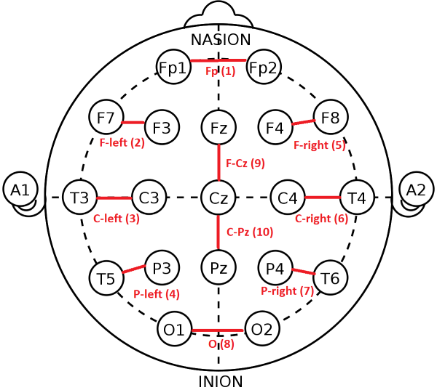 NASION
Fp1 Fp2
Fp (1)
F7 F3 Fz F4 F8
F-left (2) F-right (5)
F-Cz (9)
A1 T3 C3 Cz C4 T4 A2
C-left (3) C-right (6)
C-Pz (10)
T5 P3 Pz P4 T6
P-left (4) P-right (7)
O1 O2
O (8)
INION